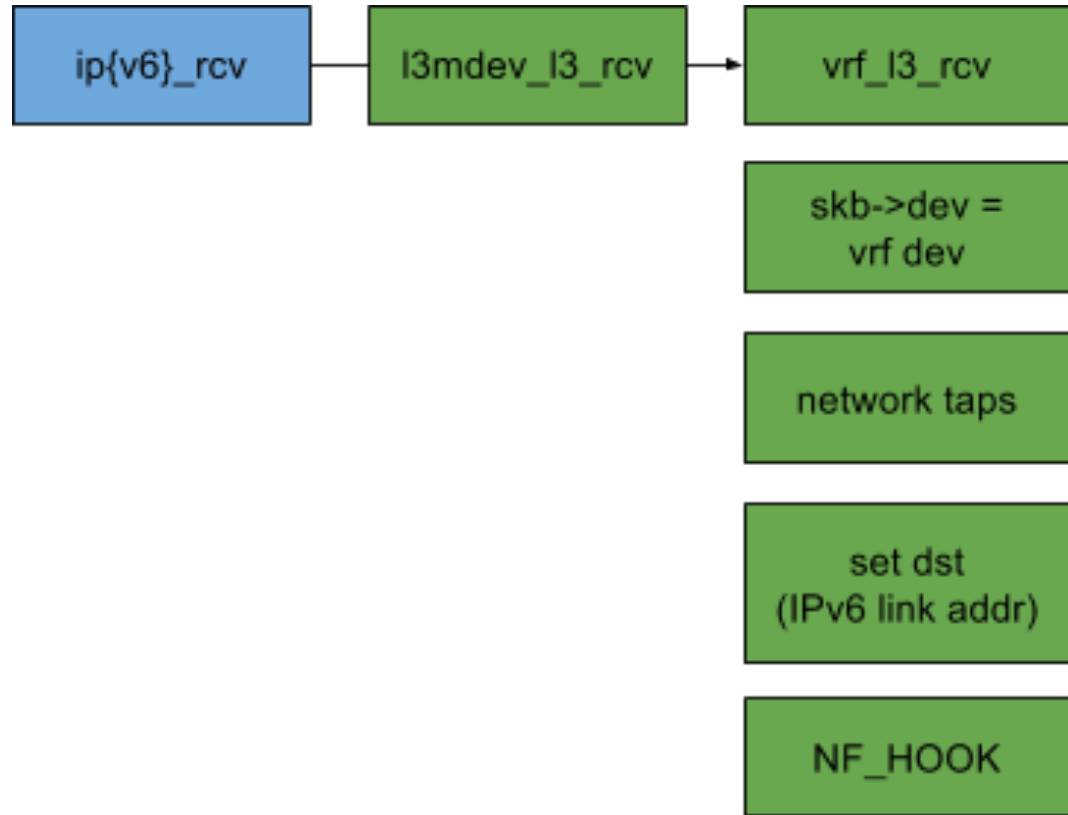 ip{v6}_rcv
l3mdev_l3_rcv
vrf_l3_rcv
skb->dev =
vrf dev
network taps
set dst
(IPv6 link addr)
NF_HOOK